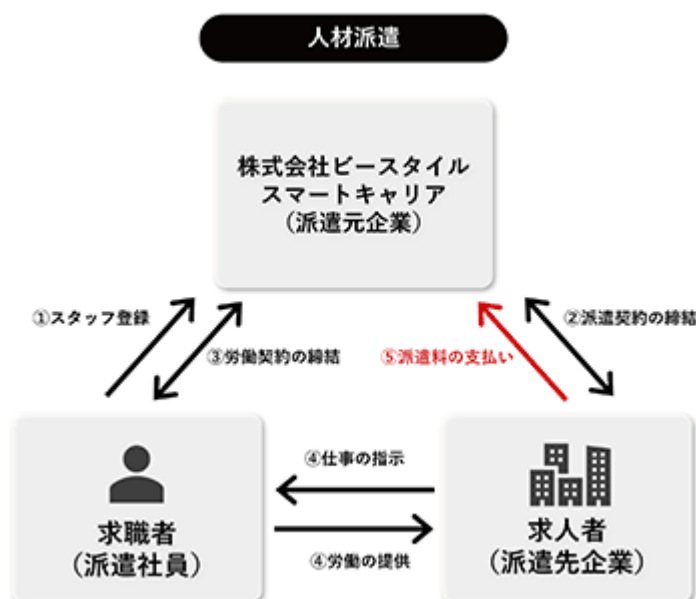 人材派遣
株式会社ビースタイル
スマートキャリア
（派遣元企業）
①スタッフ登録
②派遣契約の締結
③労働契約の締結
⑤派遣料の支払い
④仕事の指示
求職者
（派遣社員）
求人者
（派遣先企業）
④労働の提供